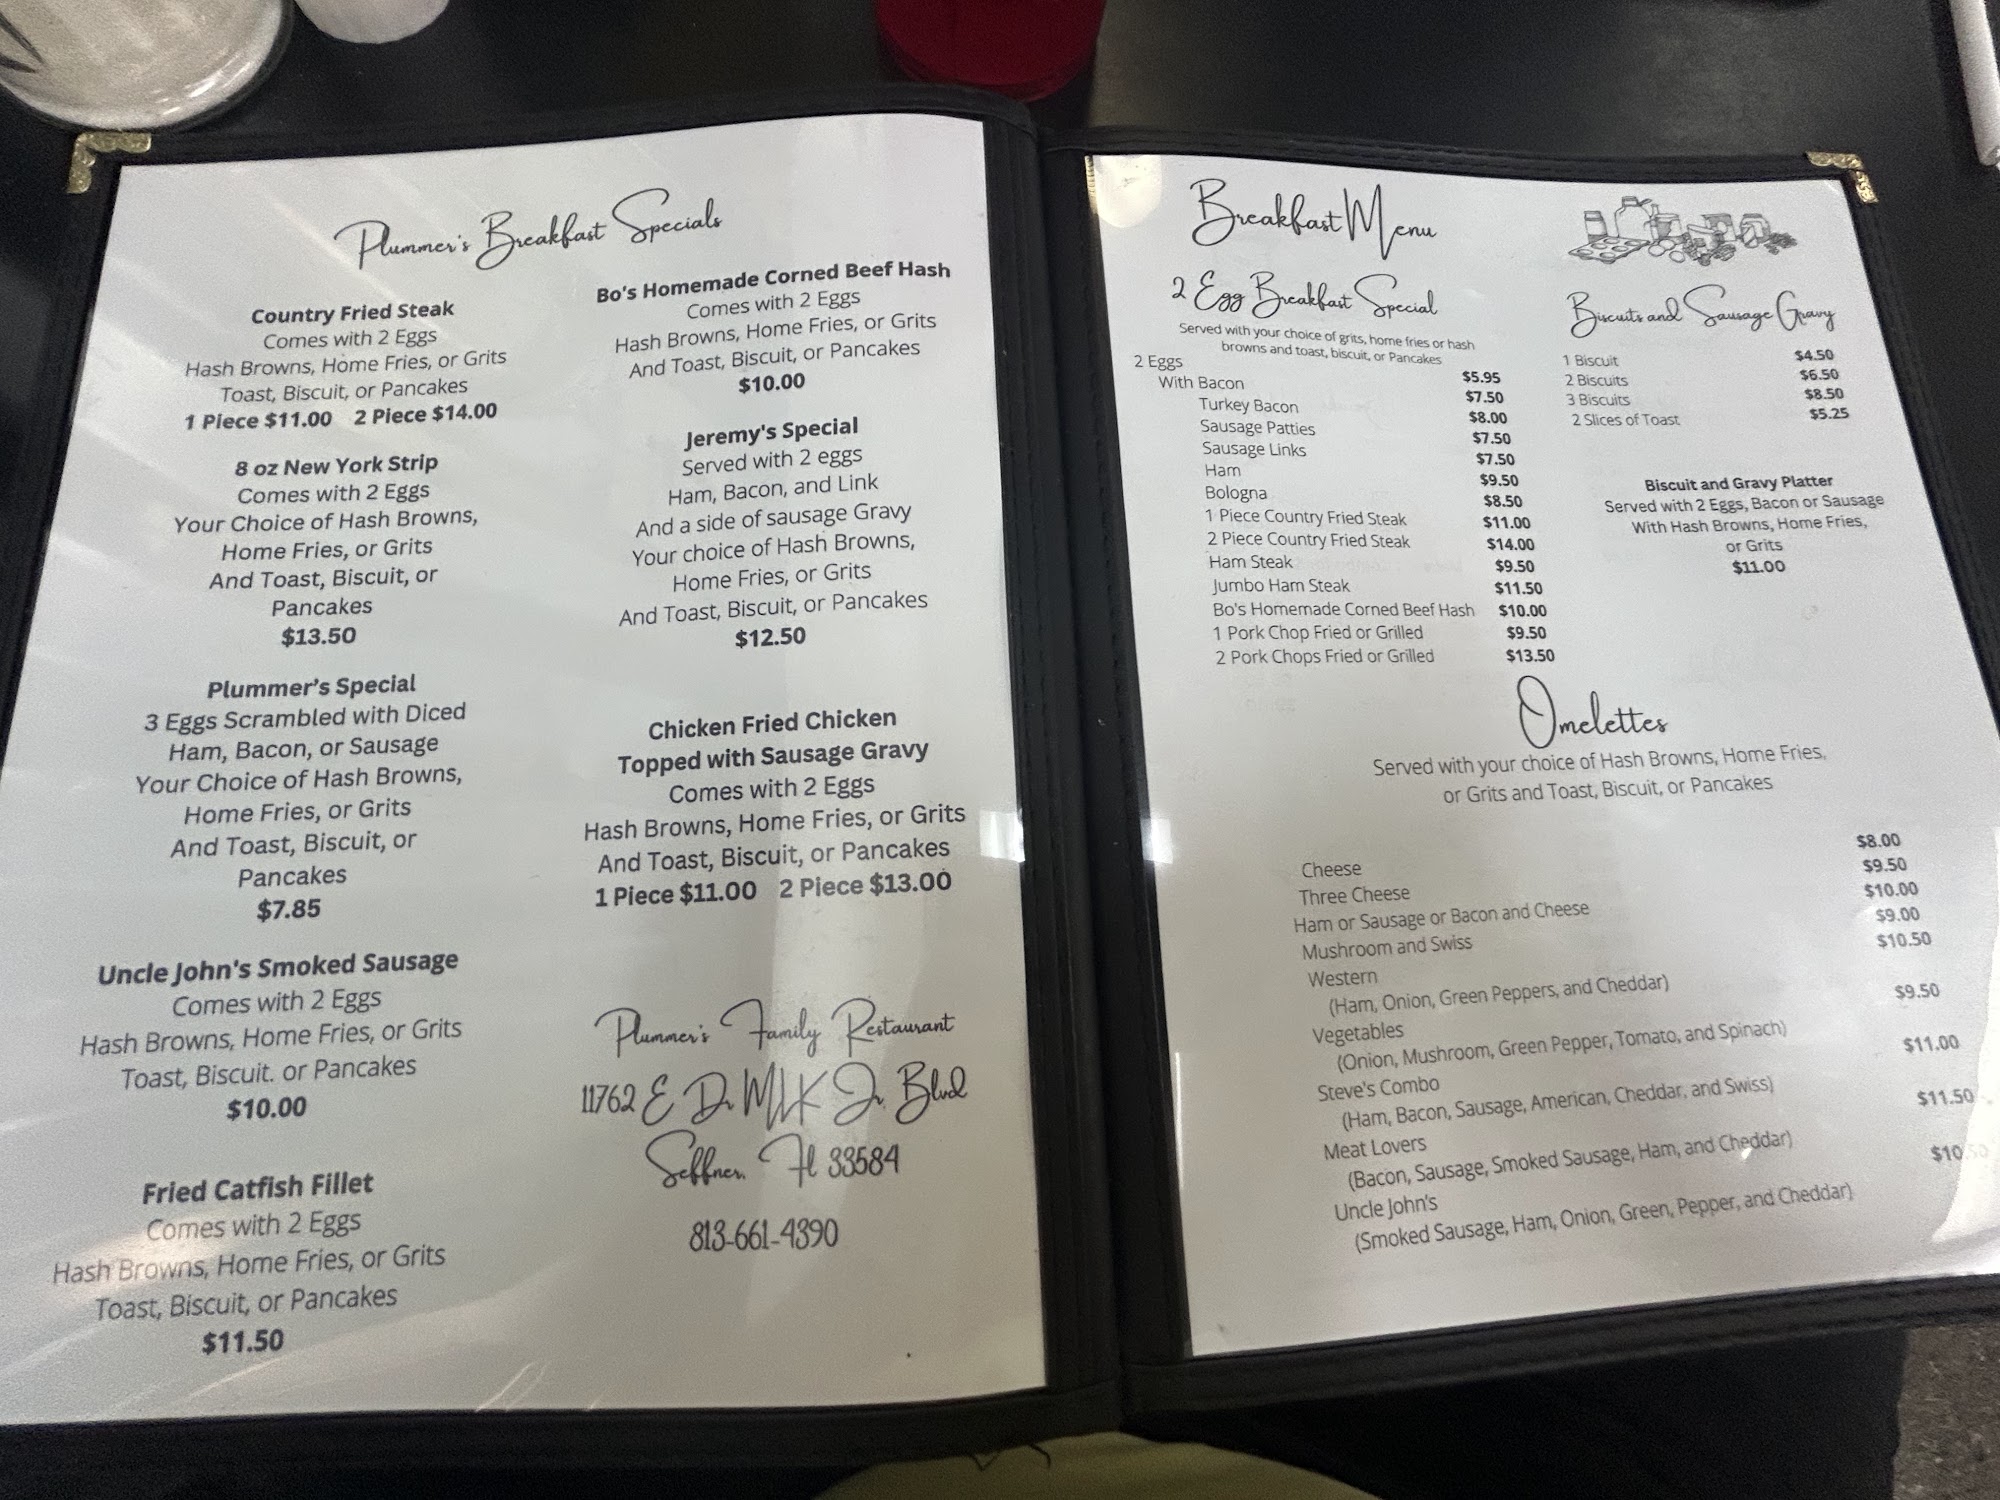 Plummer's Breakfast Specials
Country Fried Steak
Comes with 2 Eggs
Hash Browns, Home Fries, or Grits
Toast, Biscuit, or Pancakes
1 Piece $11.00 2 Piece $14.00
8 oz New York Strip
Comes with 2 Eggs
Your Choice of Hash Browns,
Home Fries, or Grits
And Toast, Biscuit, or
Pancakes
$13.50
Plummer's Special
3 Eggs Scrambled with Diced
Ham, Bacon, or Sausage
Your Choice of Hash Browns,
Home Fries, or Grits
And Toast, Biscuit, or
Pancakes
$7.85
Uncle John's Smoked Sausage
Comes with 2 Eggs
Hash Browns, Home Fries, or Grits
Toast, Biscuit. or Pancakes
$10.00
Fried Catfish Fillet
Comes with 2 Eggs
Hash Browns, Home Fries, or Grits
Toast, Biscuit, or Pancakes
$11.50
Bo's Homemade Corned Beef Hash
Comes with 2 Eggs
Hash Browns, Home Fries, or Grits
And Toast, Biscuit, or Pancakes
$10.00
Jeremy's Special
Served with 2 eggs
Ham, Bacon, and Link
And a side of sausage Gravy
Your choice of Hash Browns,
Home Fries, or Grits
And Toast, Biscuit, or Pancakes
$12.50
Chicken Fried Chicken
Topped with Sausage Gravy
Comes with 2 Eggs
Hash Browns, Home Fries, or Grits
And Toast, Biscuit, or Pancakes
1 Piece $11.00 2 Piece $13.00
Plummer's Family Restaurant
11762 E Dr MLK Jr. Blvd
Seffner, Fl 33584
813-661-4390
Breakfast Menu
2 Egg Breakfast Special
Served with your choice of grits, home fries or hash
browns and toast, biscuit, or Pancakes
2 Eggs $5.95
With Bacon $7.50
Turkey Bacon $8.00
Sausage Patties $7.50
Sausage Links $7.50
Ham $9.50
Bologna $8.50
1 Piece Country Fried Steak $11.00
2 Piece Country Fried Steak $14.00
Ham Steak $9.50
Jumbo Ham Steak $11.50
Bo's Homemade Corned Beef Hash $10.00
1 Pork Chop Fried or Grilled $9.50
2 Pork Chops Fried or Grilled $13.50
Biscuits and Sausage Gravy
1 Biscuit $4.50
2 Biscuits $6.50
3 Biscuits $8.50
2 Slices of Toast $5.25
Biscuit and Gravy Platter
Served with 2 Eggs, Bacon or Sausage
With Hash Browns, Home Fries,
or Grits
$11.00
Omelettes
Served with your choice of Hash Browns, Home Fries,
or Grits and Toast, Biscuit, or Pancakes
Cheese $8.00
Three Cheese $9.50
Ham or Sausage or Bacon and Cheese $10.00
Mushroom and Swiss $9.00
Western $10.50
(Ham, Onion, Green Peppers, and Cheddar)
Vegetables $9.50
(Onion, Mushroom, Green Pepper, Tomato, and Spinach)
Steve's Combo $11.00
(Ham, Bacon, Sausage, American, Cheddar, and Swiss)
Meat Lovers $11.50
(Bacon, Sausage, Smoked Sausage, Ham, and Cheddar)
Uncle John's $10.50
(Smoked Sausage, Ham, Onion, Green, Pepper, and Cheddar)